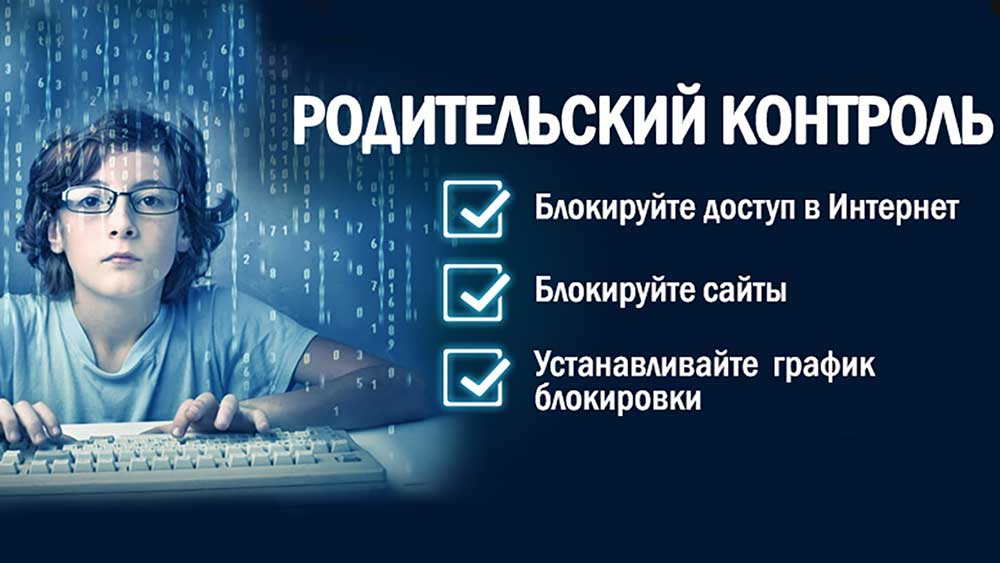 РОДИТЕЛЬСКИЙ КОНТРОЛЬ
Блокируйте доступ в Интернет
Блокируйте сайты
Устанавливайте график
блокировки